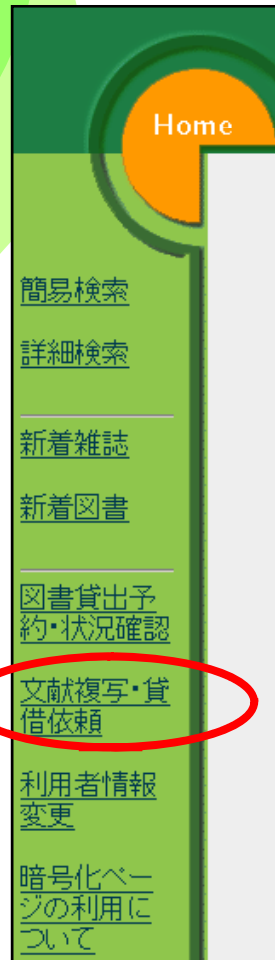 Home
簡易検索
詳細検索
新着雑誌
新着図書
図書貸出予
約・状況確認
文献複写・貸
借依頼
利用者情報
変更
暗号化ペー
ジの利用に
ついて